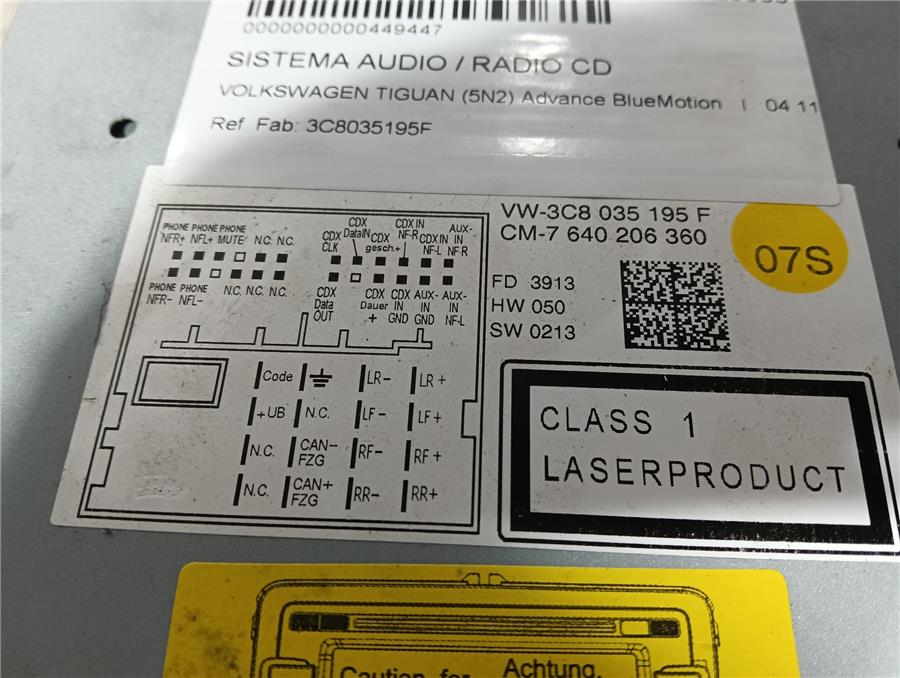 0000000000449447
SISTEMA AUDIO / RADIO CD
VOLKSWAGEN TIGUAN (5N2) Advance BlueMotion | 04 11
Ref Fab: 3C8035195F
VW-3C8 035 195 F
CM-7 640 206 360
07S
FD 3913
HW 050
SW 0213
PHONE PHONE PHONE
NFR+ NFL+ MUTE N.C. N.C.
PHONE PHONE
NFR- NFL- N.C. N.C. N.C.
CDX CLK
CDX DataIN
CDX gesch.+
CDX IN NF-R
CDX IN NF-L
AUX-IN NF-R
CDX Data OUT
CDX Dauer +
CDX IN GND
AUX-IN GND
AUX-IN NF-L
Code LR- LR+
+UB N.C. LF- LF+
N.C. CAN-FZG RF- RF+
N.C. CAN+FZG RR- RR+
CLASS 1
LASERPRODUCT
Caution for Achtung.